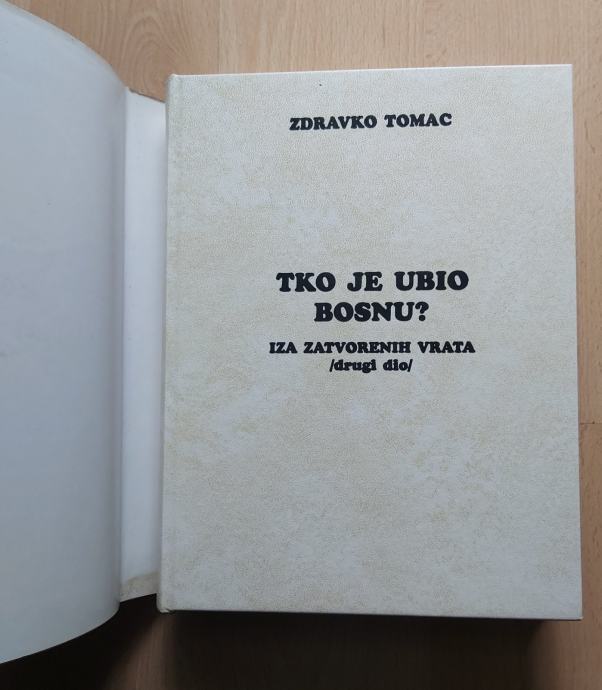 ZDRAVKO TOMAC
TKO JE UBIO
BOSNU?
IZA ZATVORENIH VRATA
/drugi dio/